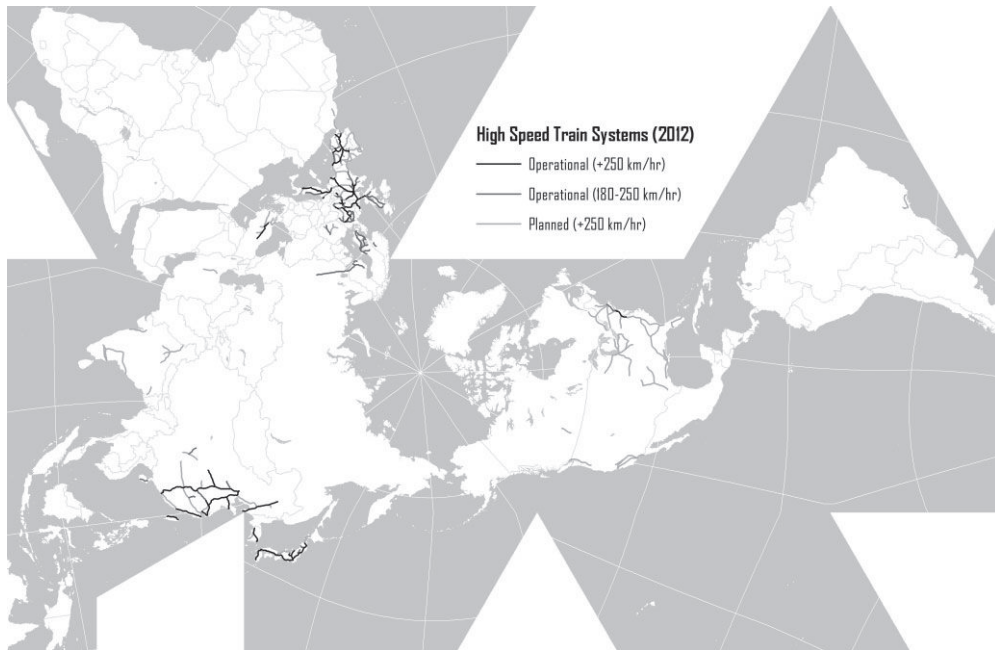 High Speed Train Systems (2012)
Operational (+250 km/hr)
Operational (180-250 km/hr)
Planned (+250 km/hr)